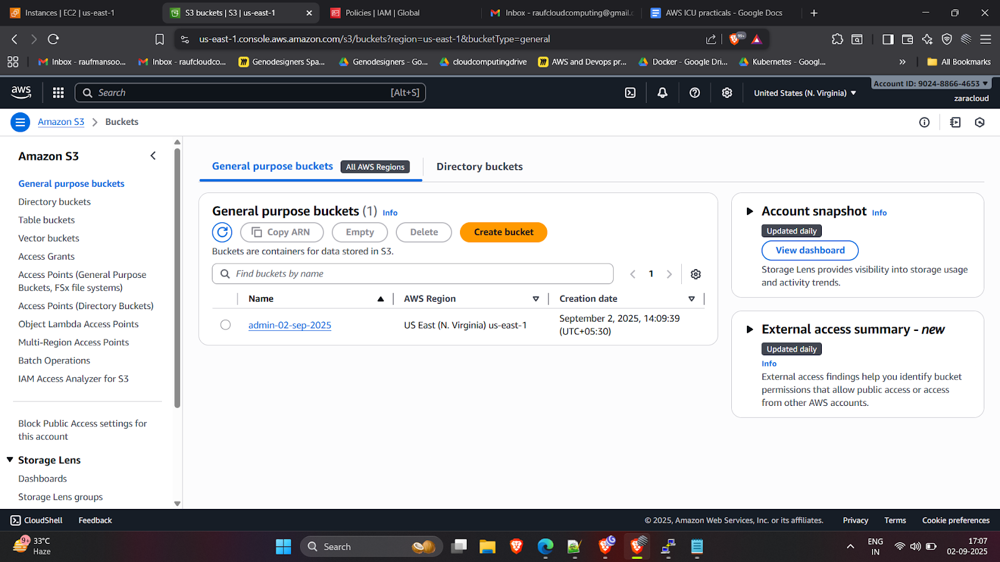 Instances | EC2 | us-east-1
S3 buckets | S3 | us-east-1
Policies | IAM | Global
Inbox - raufcloudcomputing@gmail.c
AWS ICU practicals - Google Docs
us-east-1.console.aws.amazon.com/s3/buckets?region=us-east-1&bucketType=general
99+
Inbox - raufmansoo...
Inbox - raufcloudco...
Genodesigners Spa...
Genodesigners - Go...
cloudcomputingdrive
AWS and Devops pr...
Docker - Google Dri...
Kubernetes - Googl...
All Bookmarks
aws
Search
[Alt+S]
United States (N. Virginia)
Account ID: 9024-8866-4653
zaracloud
Amazon S3
Buckets
Amazon S3
General purpose buckets
Directory buckets
Table buckets
Vector buckets
Access Grants
Access Points (General Purpose
Buckets, FSx file systems)
Access Points (Directory Buckets)
Object Lambda Access Points
Multi-Region Access Points
Batch Operations
IAM Access Analyzer for S3
Block Public Access settings for
this account
Storage Lens
Dashboards
Storage Lens groups
General purpose buckets
All AWS Regions
Directory buckets
General purpose buckets (1) Info
Copy ARN
Empty
Delete
Create bucket
Buckets are containers for data stored in S3.
Find buckets by name
1
Name
AWS Region
Creation date
admin-02-sep-2025
US East (N. Virginia) us-east-1
September 2, 2025, 14:09:39
(UTC+05:30)
Account snapshot Info
Updated daily
View dashboard
Storage Lens provides visibility into storage usage
and activity trends.
External access summary - new
Updated daily
Info
External access findings help you identify bucket
permissions that allow public access or access
from other AWS accounts.
CloudShell
Feedback
© 2025, Amazon Web Services, Inc. or its affiliates.
Privacy
Terms
Cookie preferences
9+
33°C
Haze
Search
ENG
IN
17:07
02-09-2025